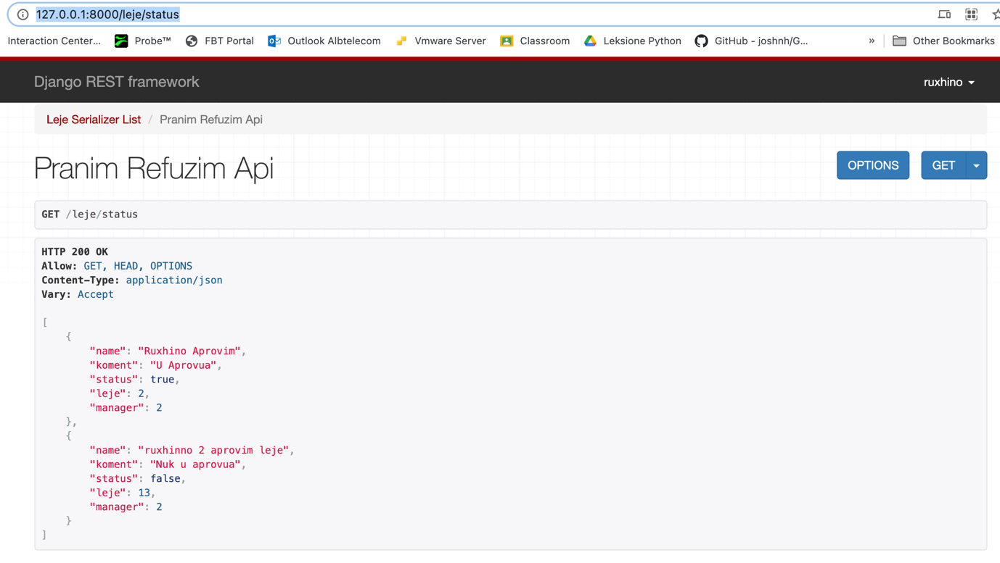 127.0.0.1:8000/leje/status
Interaction Center... Probe™ FBT Portal Outlook Albtelecom Vmware Server Classroom Leksione Python GitHub - joshnh/G... » Other Bookmarks
Django REST framework ruxhino
Leje Serializer List / Pranim Refuzim Api
Pranim Refuzim Api OPTIONS GET
GET /leje/status
HTTP 200 OK
Allow: GET, HEAD, OPTIONS
Content-Type: application/json
Vary: Accept
[
{
"name": "Ruxhino Aprovim",
"koment": "U Aprovua",
"status": true,
"leje": 2,
"manager": 2
},
{
"name": "ruxhinno 2 aprovim leje",
"koment": "Nuk u aprovua",
"status": false,
"leje": 13,
"manager": 2
}
]